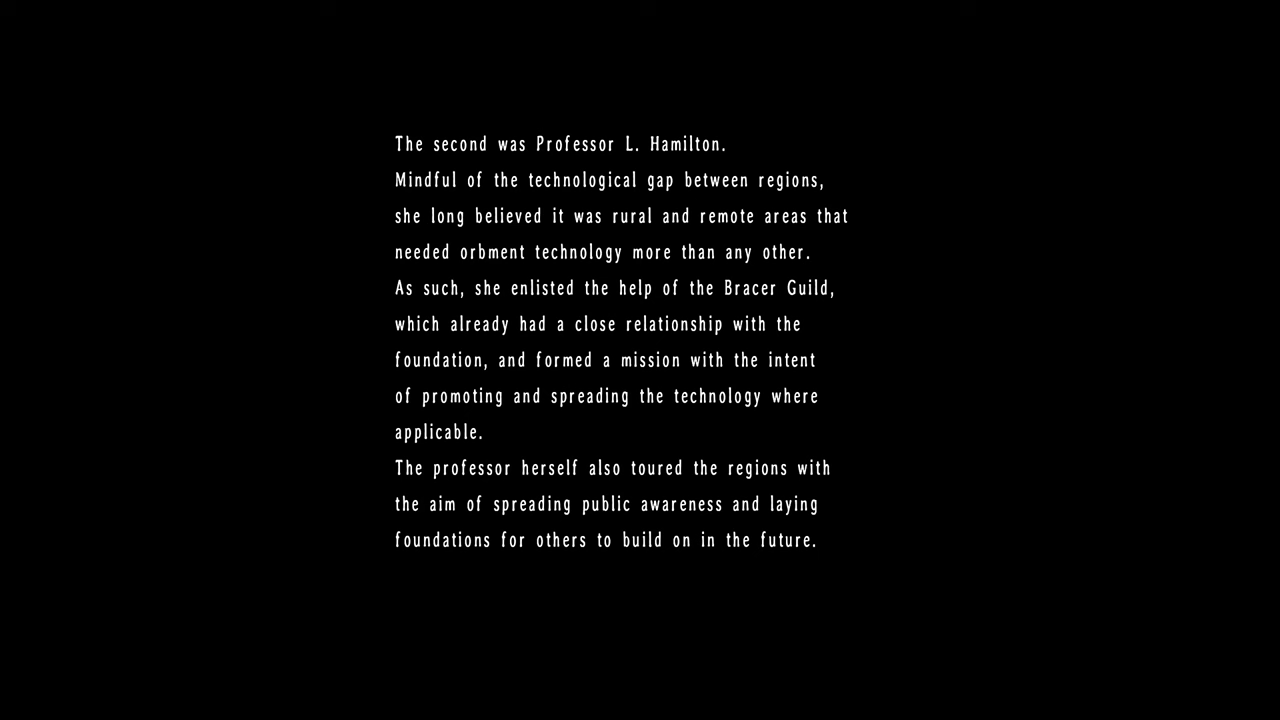 The second was Professor L. Hamilton.
Mindful of the technological gap between regions,
she long believed it was rural and remote areas that
needed orbment technology more than any other.
As such, she enlisted the help of the Bracer Guild,
which already had a close relationship with the
foundation, and formed a mission with the intent
of promoting and spreading the technology where
applicable.
The professor herself also toured the regions with
the aim of spreading public awareness and laying
foundations for others to build on in the future.